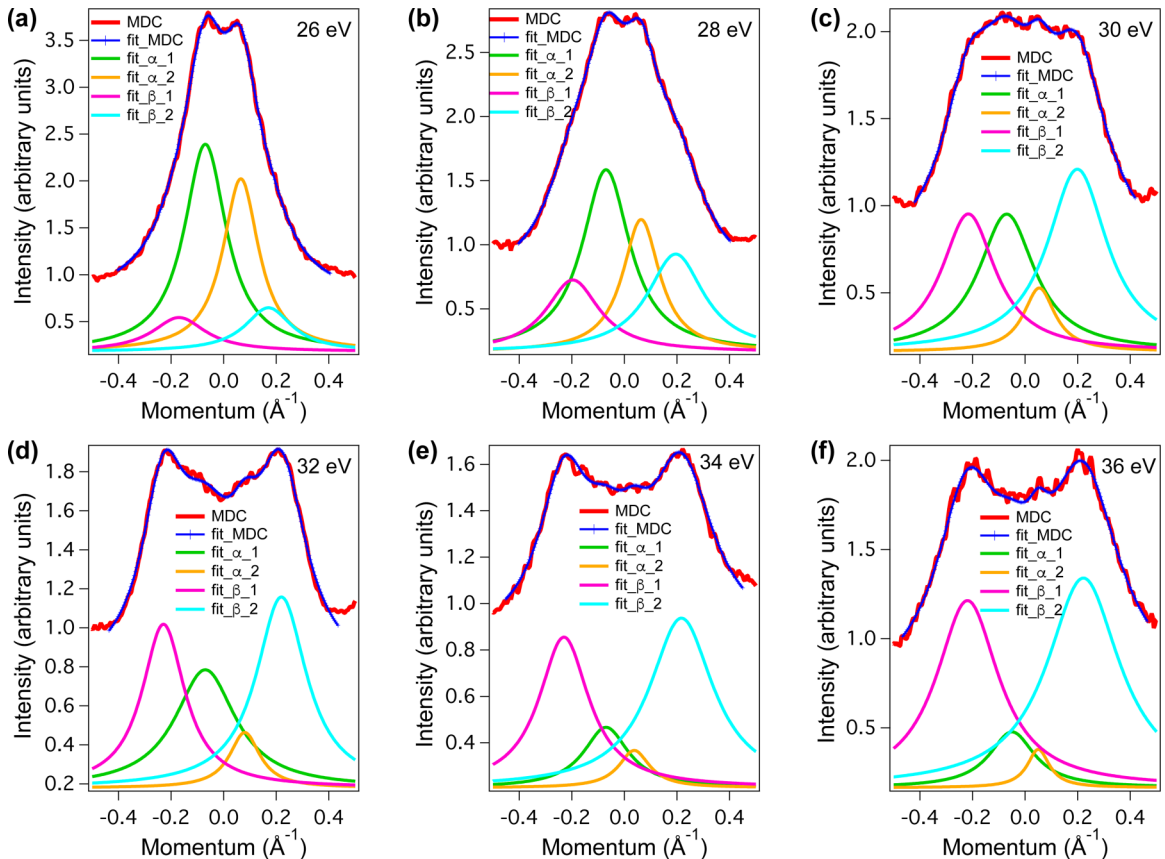 (a)
26 eV
MDC
fit_MDC
fit_α_1
fit_α_2
fit_β_1
fit_β_2
Intensity (arbitrary units)
3.5
3.0
2.5
2.0
1.5
1.0
0.5
-0.4 -0.2 0.0 0.2 0.4
Momentum (Å⁻¹)
(b)
28 eV
MDC
fit_MDC
fit_α_1
fit_α_2
fit_β_1
fit_β_2
Intensity (arbitrary units)
2.5
2.0
1.5
1.0
0.5
-0.4 -0.2 0.0 0.2 0.4
Momentum (Å⁻¹)
(c)
30 eV
MDC
fit_MDC
fit_α_1
fit_α_2
fit_β_1
fit_β_2
Intensity (arbitrary units)
2.0
1.5
1.0
0.5
-0.4 -0.2 0.0 0.2 0.4
Momentum (Å⁻¹)
(d)
32 eV
MDC
fit_MDC
fit_α_1
fit_α_2
fit_β_1
fit_β_2
Intensity (arbitrary units)
1.8
1.6
1.4
1.2
1.0
0.8
0.6
0.4
0.2
-0.4 -0.2 0.0 0.2 0.4
Momentum (Å⁻¹)
(e)
34 eV
MDC
fit_MDC
fit_α_1
fit_α_2
fit_β_1
fit_β_2
Intensity (arbitrary units)
1.6
1.4
1.2
1.0
0.8
0.6
0.4
-0.4 -0.2 0.0 0.2 0.4
Momentum (Å⁻¹)
(f)
36 eV
MDC
fit_MDC
fit_α_1
fit_α_2
fit_β_1
fit_β_2
Intensity (arbitrary units)
2.0
1.5
1.0
0.5
-0.4 -0.2 0.0 0.2 0.4
Momentum (Å⁻¹)